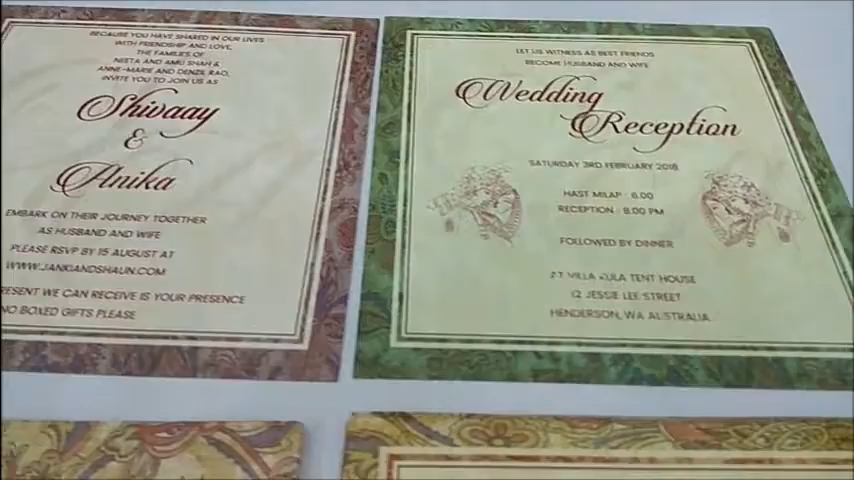 BECAUSE YOU HAVE SHARED IN OUR LIVES
WITH FRIENDSHIP AND LOVE,
THE FAMILIES OF
NEETA AND AMU SHAH &
ANNE-MARIE AND DENZIL RAO,
INVITE YOU TO JOIN US AS
Shivaay
&
Anika
EMBARK ON THEIR JOURNEY TOGETHER
AS HUSBAND AND WIFE
PLEASE RSVP BY 15 AUGUST AT
WWW.JANKIANDSHAUN.COM
PRESENT WE CAN RECEIVE IS YOUR PRESENCE
NO BOXED GIFTS PLEASE
LET US WITNESS AS BEST FRIENDS
BECOME HUSBAND AND WIFE
Wedding
Reception
SATURDAY 3RD FEBRUARY 2018
HAST MILAP : 6.00
RECEPTION : 8.00 PM
FOLLOWED BY DINNER
VILLA TENT HOUSE
12 JESSIE LEE STREET
HENDERSON, WA AUSTRALIA